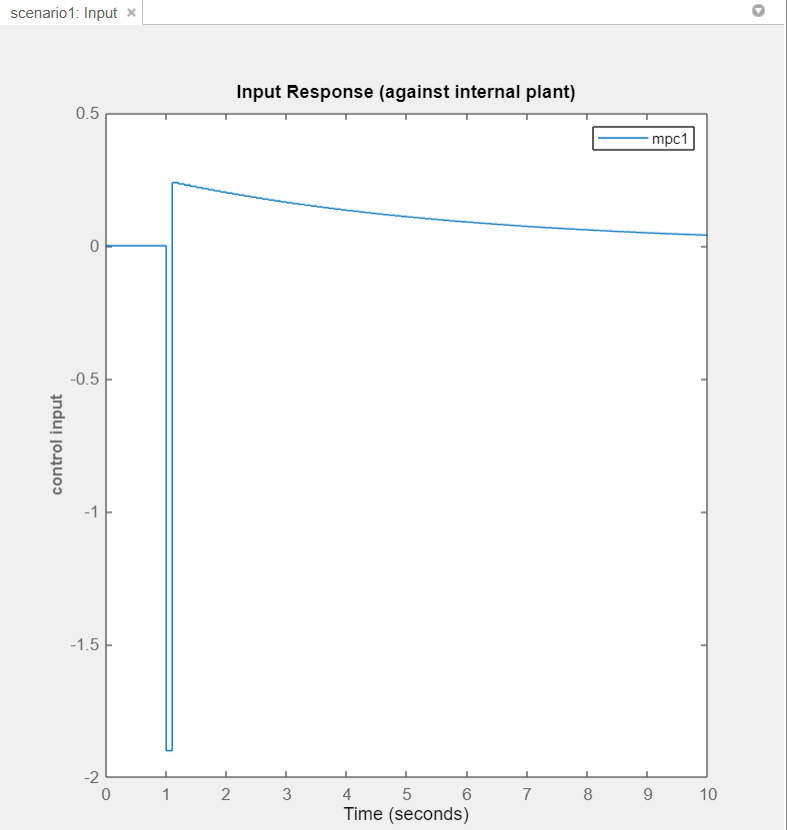 scenario1: Input ×
Input Response (against internal plant)
mpc1
0.5
0
-0.5
-1
-1.5
-2
control input
0 1 2 3 4 5 6 7 8 9 10
Time (seconds)